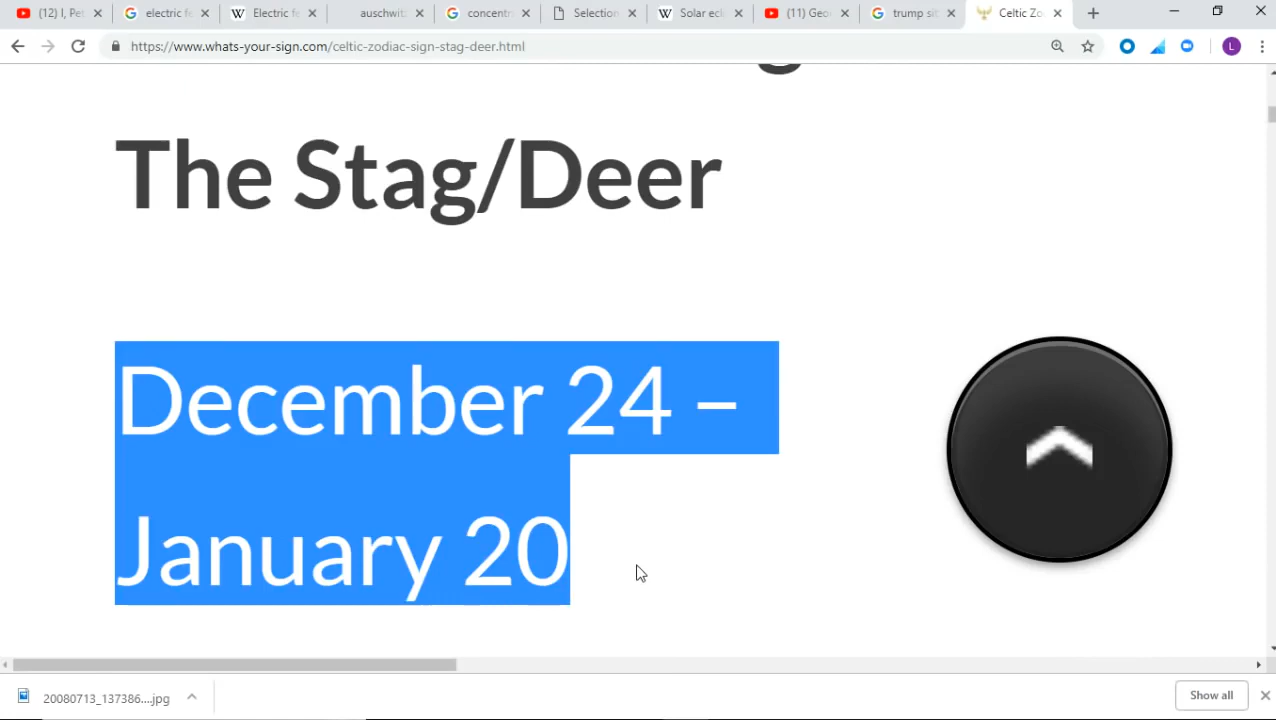 (12) I, Pet
electric fe
Electric fe
auschwitz
concentr
Selection
Solar ecl
(11) Geo
trump sit
Celtic Zo
https://www.whats-your-sign.com/celtic-zodiac-sign-stag-deer.html
L
The Stag/Deer
December 24 –
January 20
20080713_137386....jpg
Show all